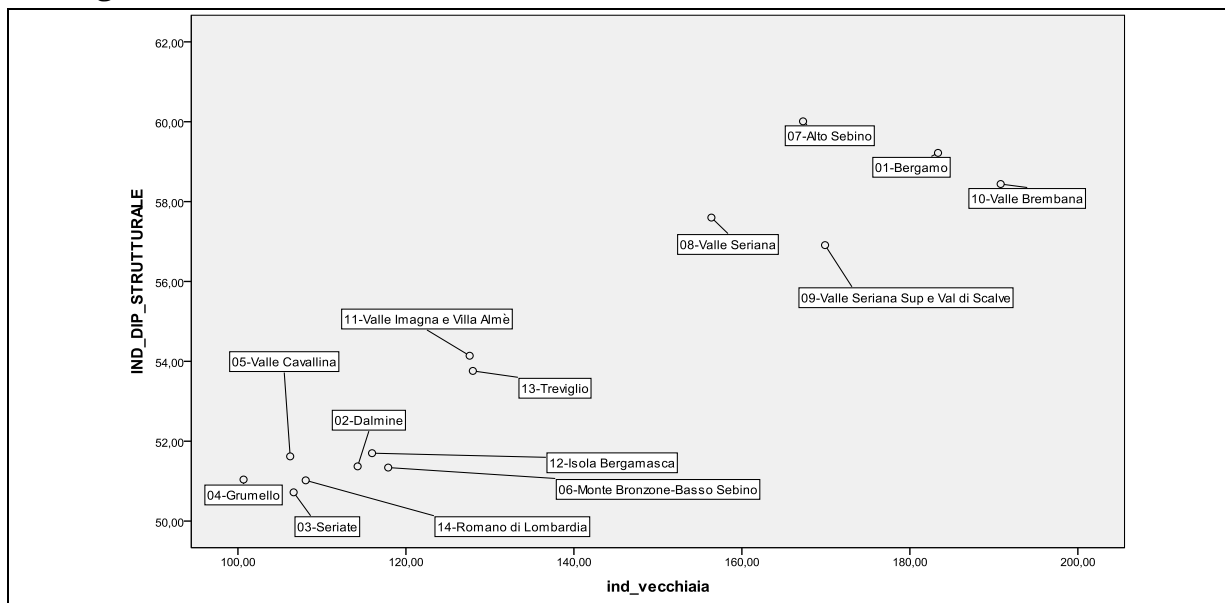 62,00
60,00
07-Alto Sebino
01-Bergamo
58,00
10-Valle Brembana
08-Valle Seriana
IND_DIP_STRUTTURALE
56,00
09-Valle Seriana Sup e Val di Scalve
11-Valle Imagna e Villa Almè
54,00
05-Valle Cavallina
13-Treviglio
02-Dalmine
52,00
12-Isola Bergamasca
06-Monte Bronzone-Basso Sebino
04-Grumello
50,00
03-Seriate
14-Romano di Lombardia
100,00 120,00 140,00 160,00 180,00 200,00
ind_vecchiaia